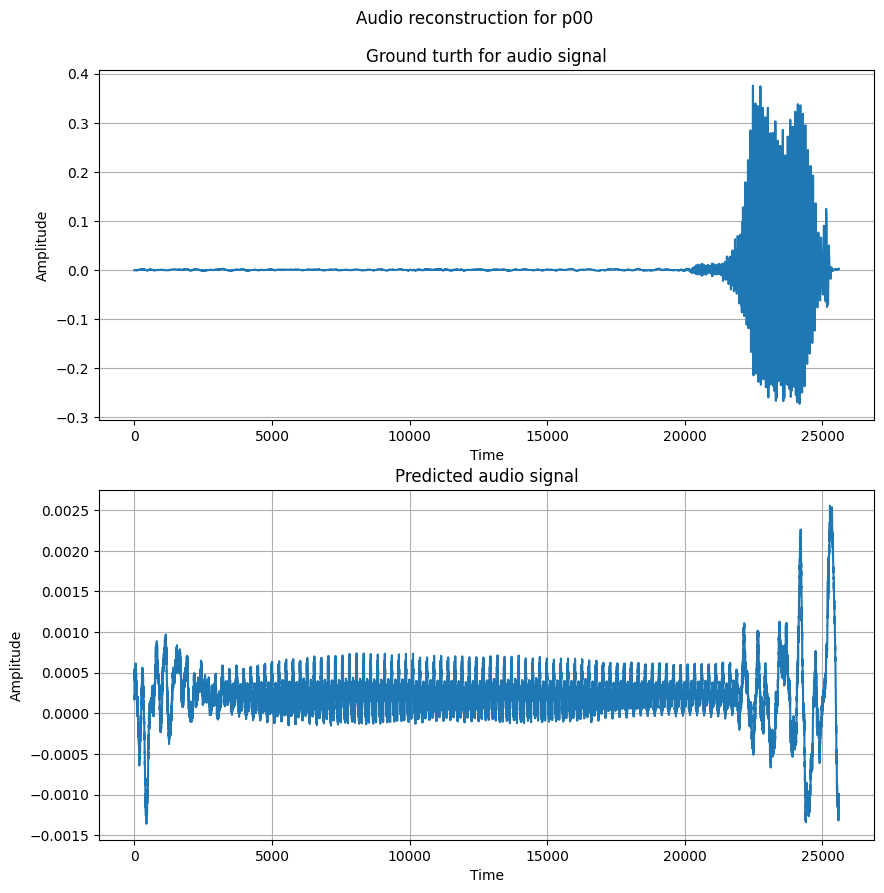 Audio reconstruction for p00
Ground turth for audio signal
0.4
0.3
0.2
0.1
0.0
−0.1
−0.2
−0.3
Amplitude
0 5000 10000 15000 20000 25000
Time
Predicted audio signal
0.0025
0.0020
0.0015
0.0010
0.0005
0.0000
−0.0005
−0.0010
−0.0015
Amplitude
0 5000 10000 15000 20000 25000
Time